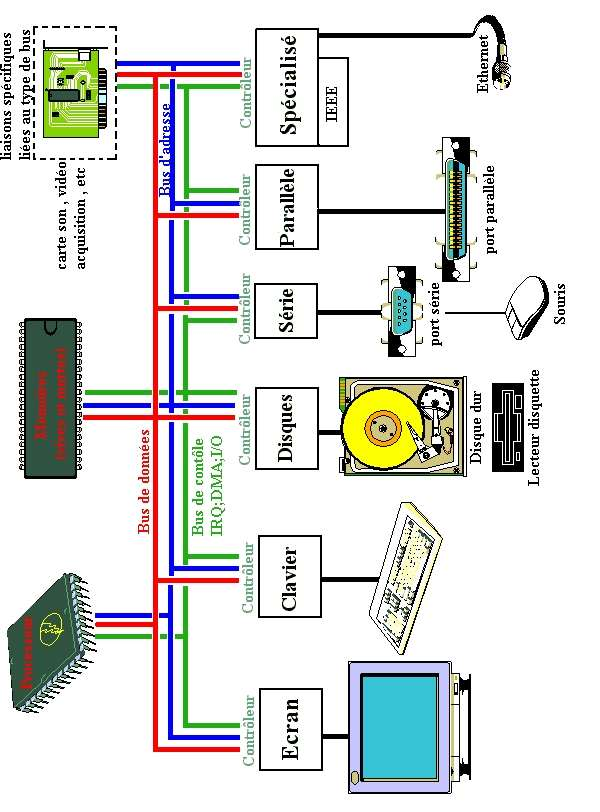 Processeur
Mémoires
liaisons spécifiques
liées au type de bus
carte son , vidéo
acquisition , etc
Bus de données
Bus d'adresse
Bus de contôle
IRQ;DMA;I/O
Contrôleur
Ecran
Contrôleur
Clavier
Contrôleur
Disques
Contrôleur
Série
Contrôleur
Parallèle
Contrôleur
Spécialisé
IEEE
Disque dur
Lecteur disquette
port série
Souris
port parallèle
Ethernet